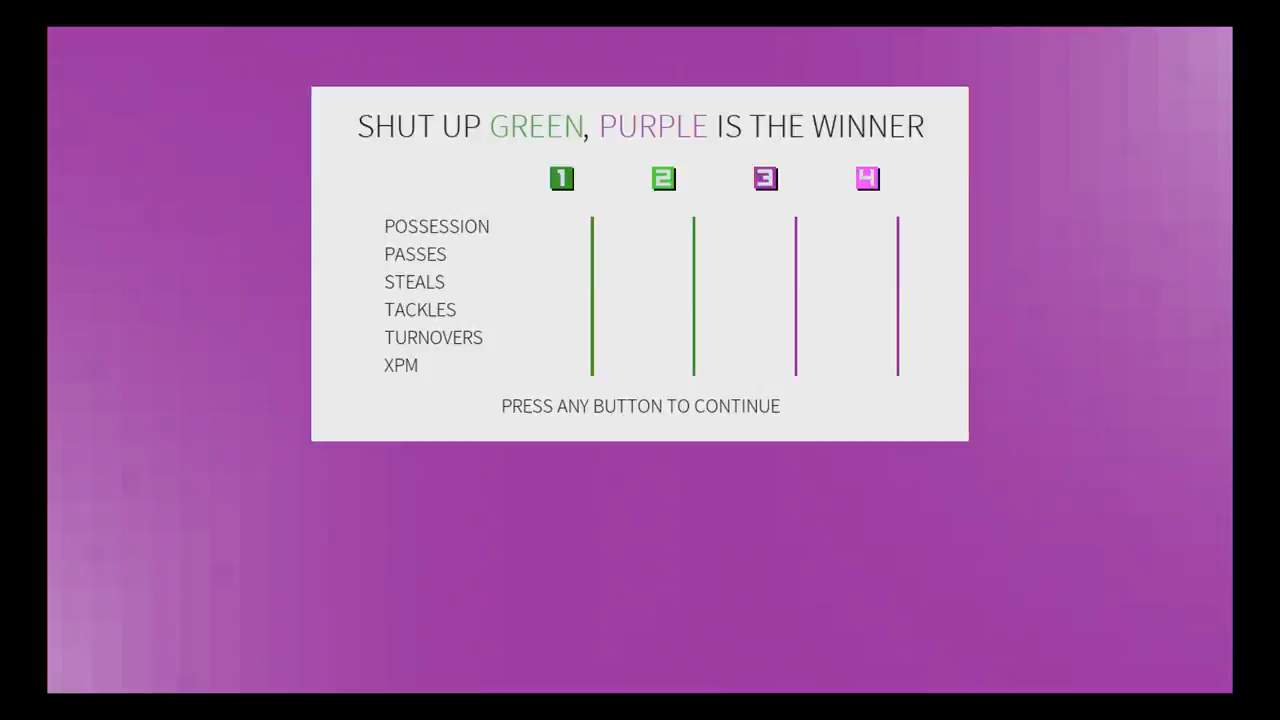 SHUT UP GREEN, PURPLE IS THE WINNER
1 2 3 4
POSSESSION
PASSES
STEALS
TACKLES
TURNOVERS
XPM
PRESS ANY BUTTON TO CONTINUE